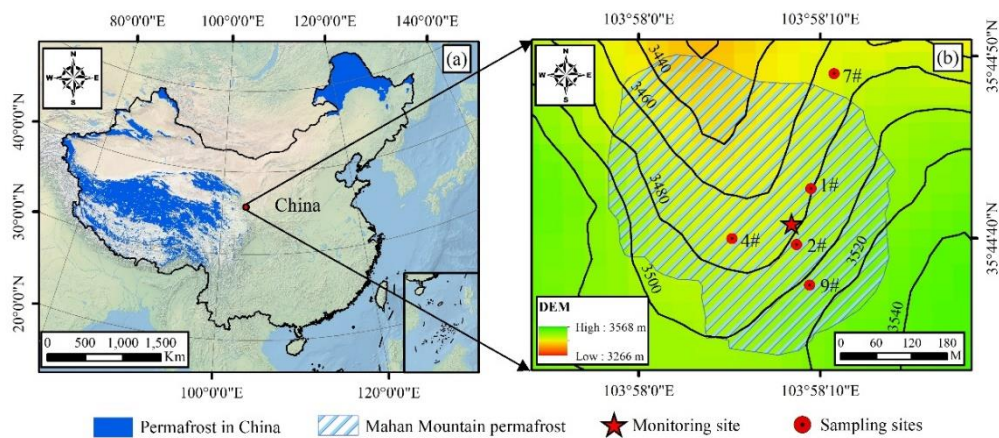 80°0'0"E 100°0'0"E 120°0'0"E 140°0'0"E
(a)
N
W E
S
40°0'0"N
30°0'0"N
20°0'0"N
China
0 500 1,000 1,500
Km
100°0'0"E 120°0'0"E
103°58'0"E 103°58'10"E
(b)
N
W E
S
35°44'50"N
35°44'40"N
3440
3460
3480
3500
3520
3540
7#
1#
4#
2#
9#
DEM
High : 3568 m
Low : 3266 m
0 60 120 180
M
103°58'0"E 103°58'10"E
Permafrost in China Mahan Mountain permafrost Monitoring site Sampling sites